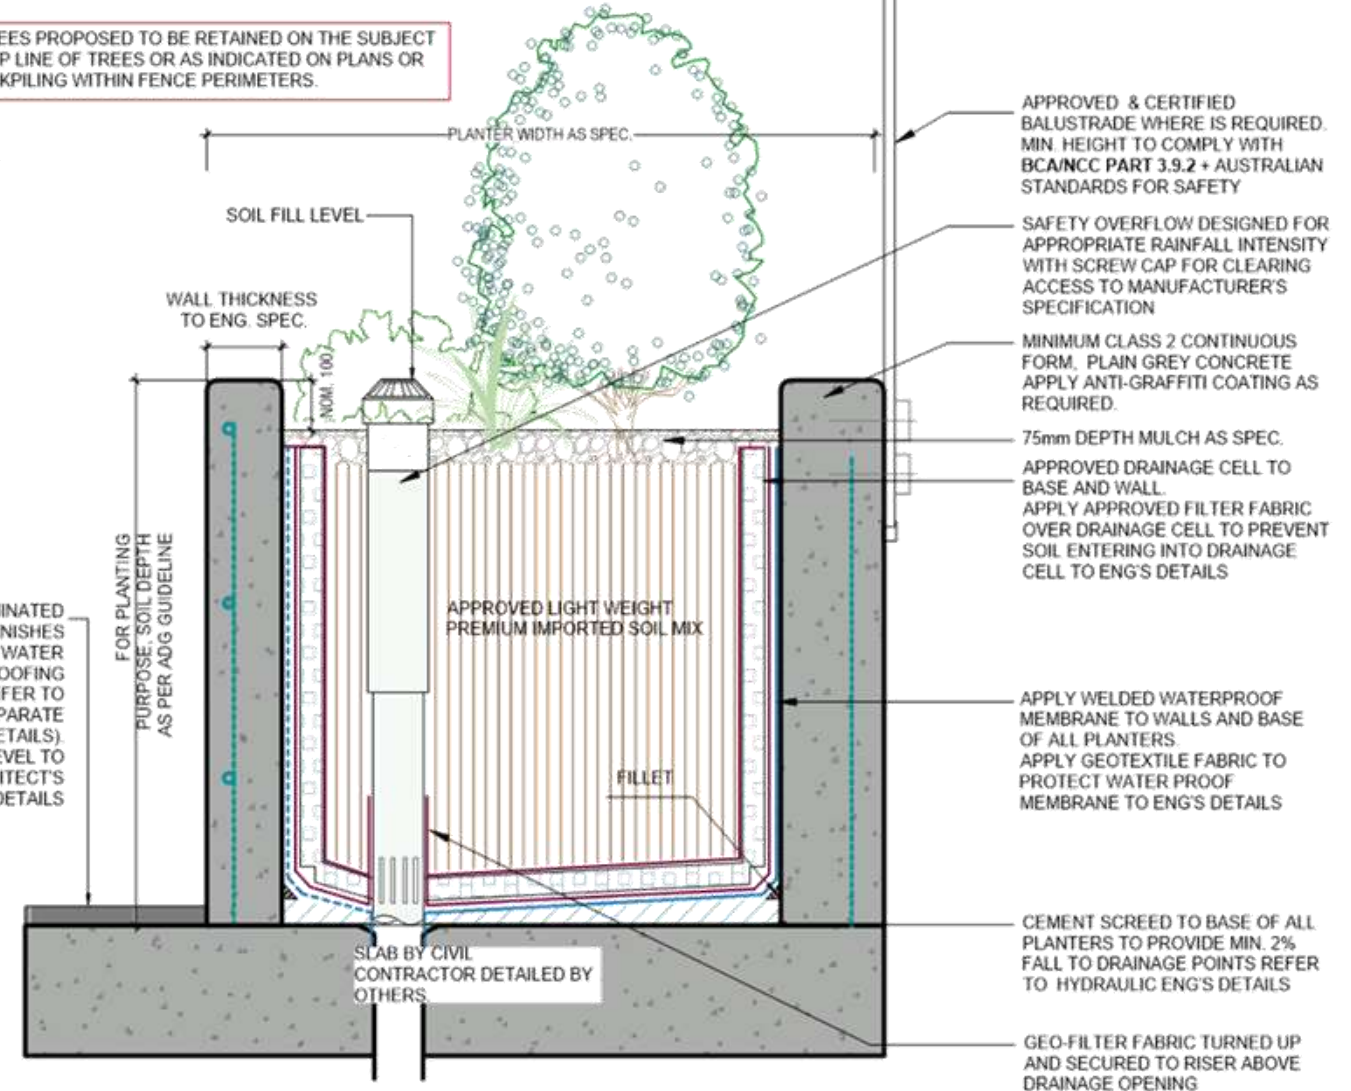 EES PROPOSED TO BE RETAINED ON THE SUBJECT
P LINE OF TREES OR AS INDICATED ON PLANS OR
KPILING WITHIN FENCE PERIMETERS.
PLANTER WIDTH AS SPEC.
SOIL FILL LEVEL
WALL THICKNESS
TO ENG. SPEC.
NOM. 100
FOR PLANTING
PURPOSE, SOIL DEPTH
AS PER ADG GUIDELINE
INATED
NISHES
WATER
OOFING
FER TO
PARATE
ETAILS).
EVEL TO
ITECT'S
DETAILS
APPROVED LIGHT WEIGHT
PREMIUM IMPORTED SOIL MIX
FILLET
SLAB BY CIVIL
CONTRACTOR DETAILED BY
OTHERS.
APPROVED & CERTIFIED
BALUSTRADE WHERE IS REQUIRED.
MIN. HEIGHT TO COMPLY WITH
BCA/NCC PART 3.9.2 + AUSTRALIAN
STANDARDS FOR SAFETY
SAFETY OVERFLOW DESIGNED FOR
APPROPRIATE RAINFALL INTENSITY
WITH SCREW CAP FOR CLEARING
ACCESS TO MANUFACTURER'S
SPECIFICATION
MINIMUM CLASS 2 CONTINUOUS
FORM, PLAIN GREY CONCRETE
APPLY ANTI-GRAFFITI COATING AS
REQUIRED.
75mm DEPTH MULCH AS SPEC.
APPROVED DRAINAGE CELL TO
BASE AND WALL.
APPLY APPROVED FILTER FABRIC
OVER DRAINAGE CELL TO PREVENT
SOIL ENTERING INTO DRAINAGE
CELL TO ENG'S DETAILS
APPLY WELDED WATERPROOF
MEMBRANE TO WALLS AND BASE
OF ALL PLANTERS.
APPLY GEOTEXTILE FABRIC TO
PROTECT WATER PROOF
MEMBRANE TO ENG'S DETAILS
CEMENT SCREED TO BASE OF ALL
PLANTERS TO PROVIDE MIN. 2%
FALL TO DRAINAGE POINTS REFER
TO HYDRAULIC ENG'S DETAILS
GEO-FILTER FABRIC TURNED UP
AND SECURED TO RISER ABOVE
DRAINAGE OPENING